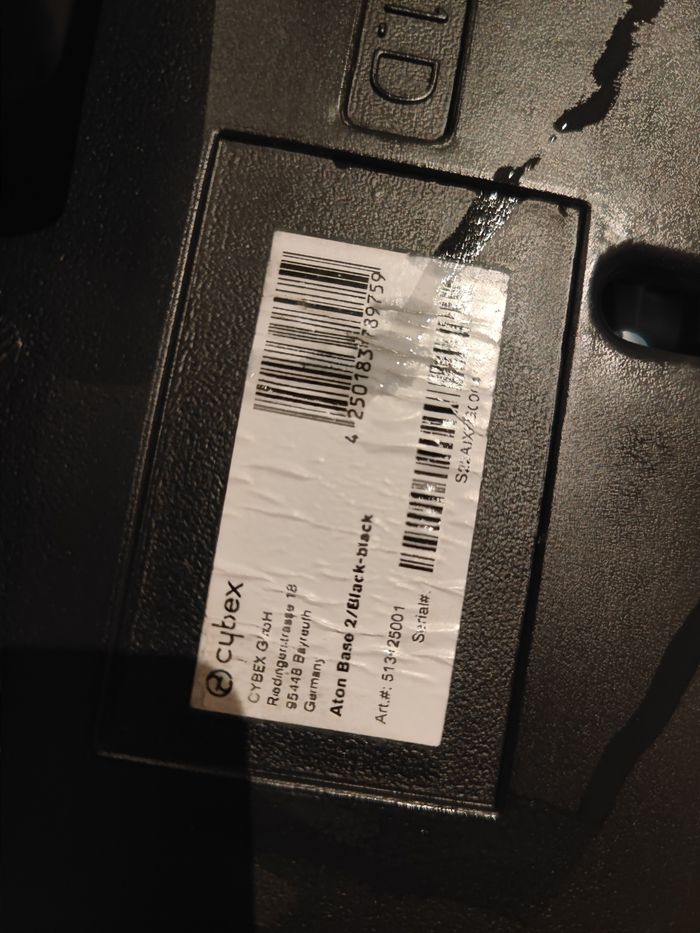 1.D
cybex
CYBEX GmbH
Riedingerstrasse 18
95448 Bayreuth
Germany
Aton Base 2/Black-black
Art.#: 513425001
Serial#:
4 250183 739759